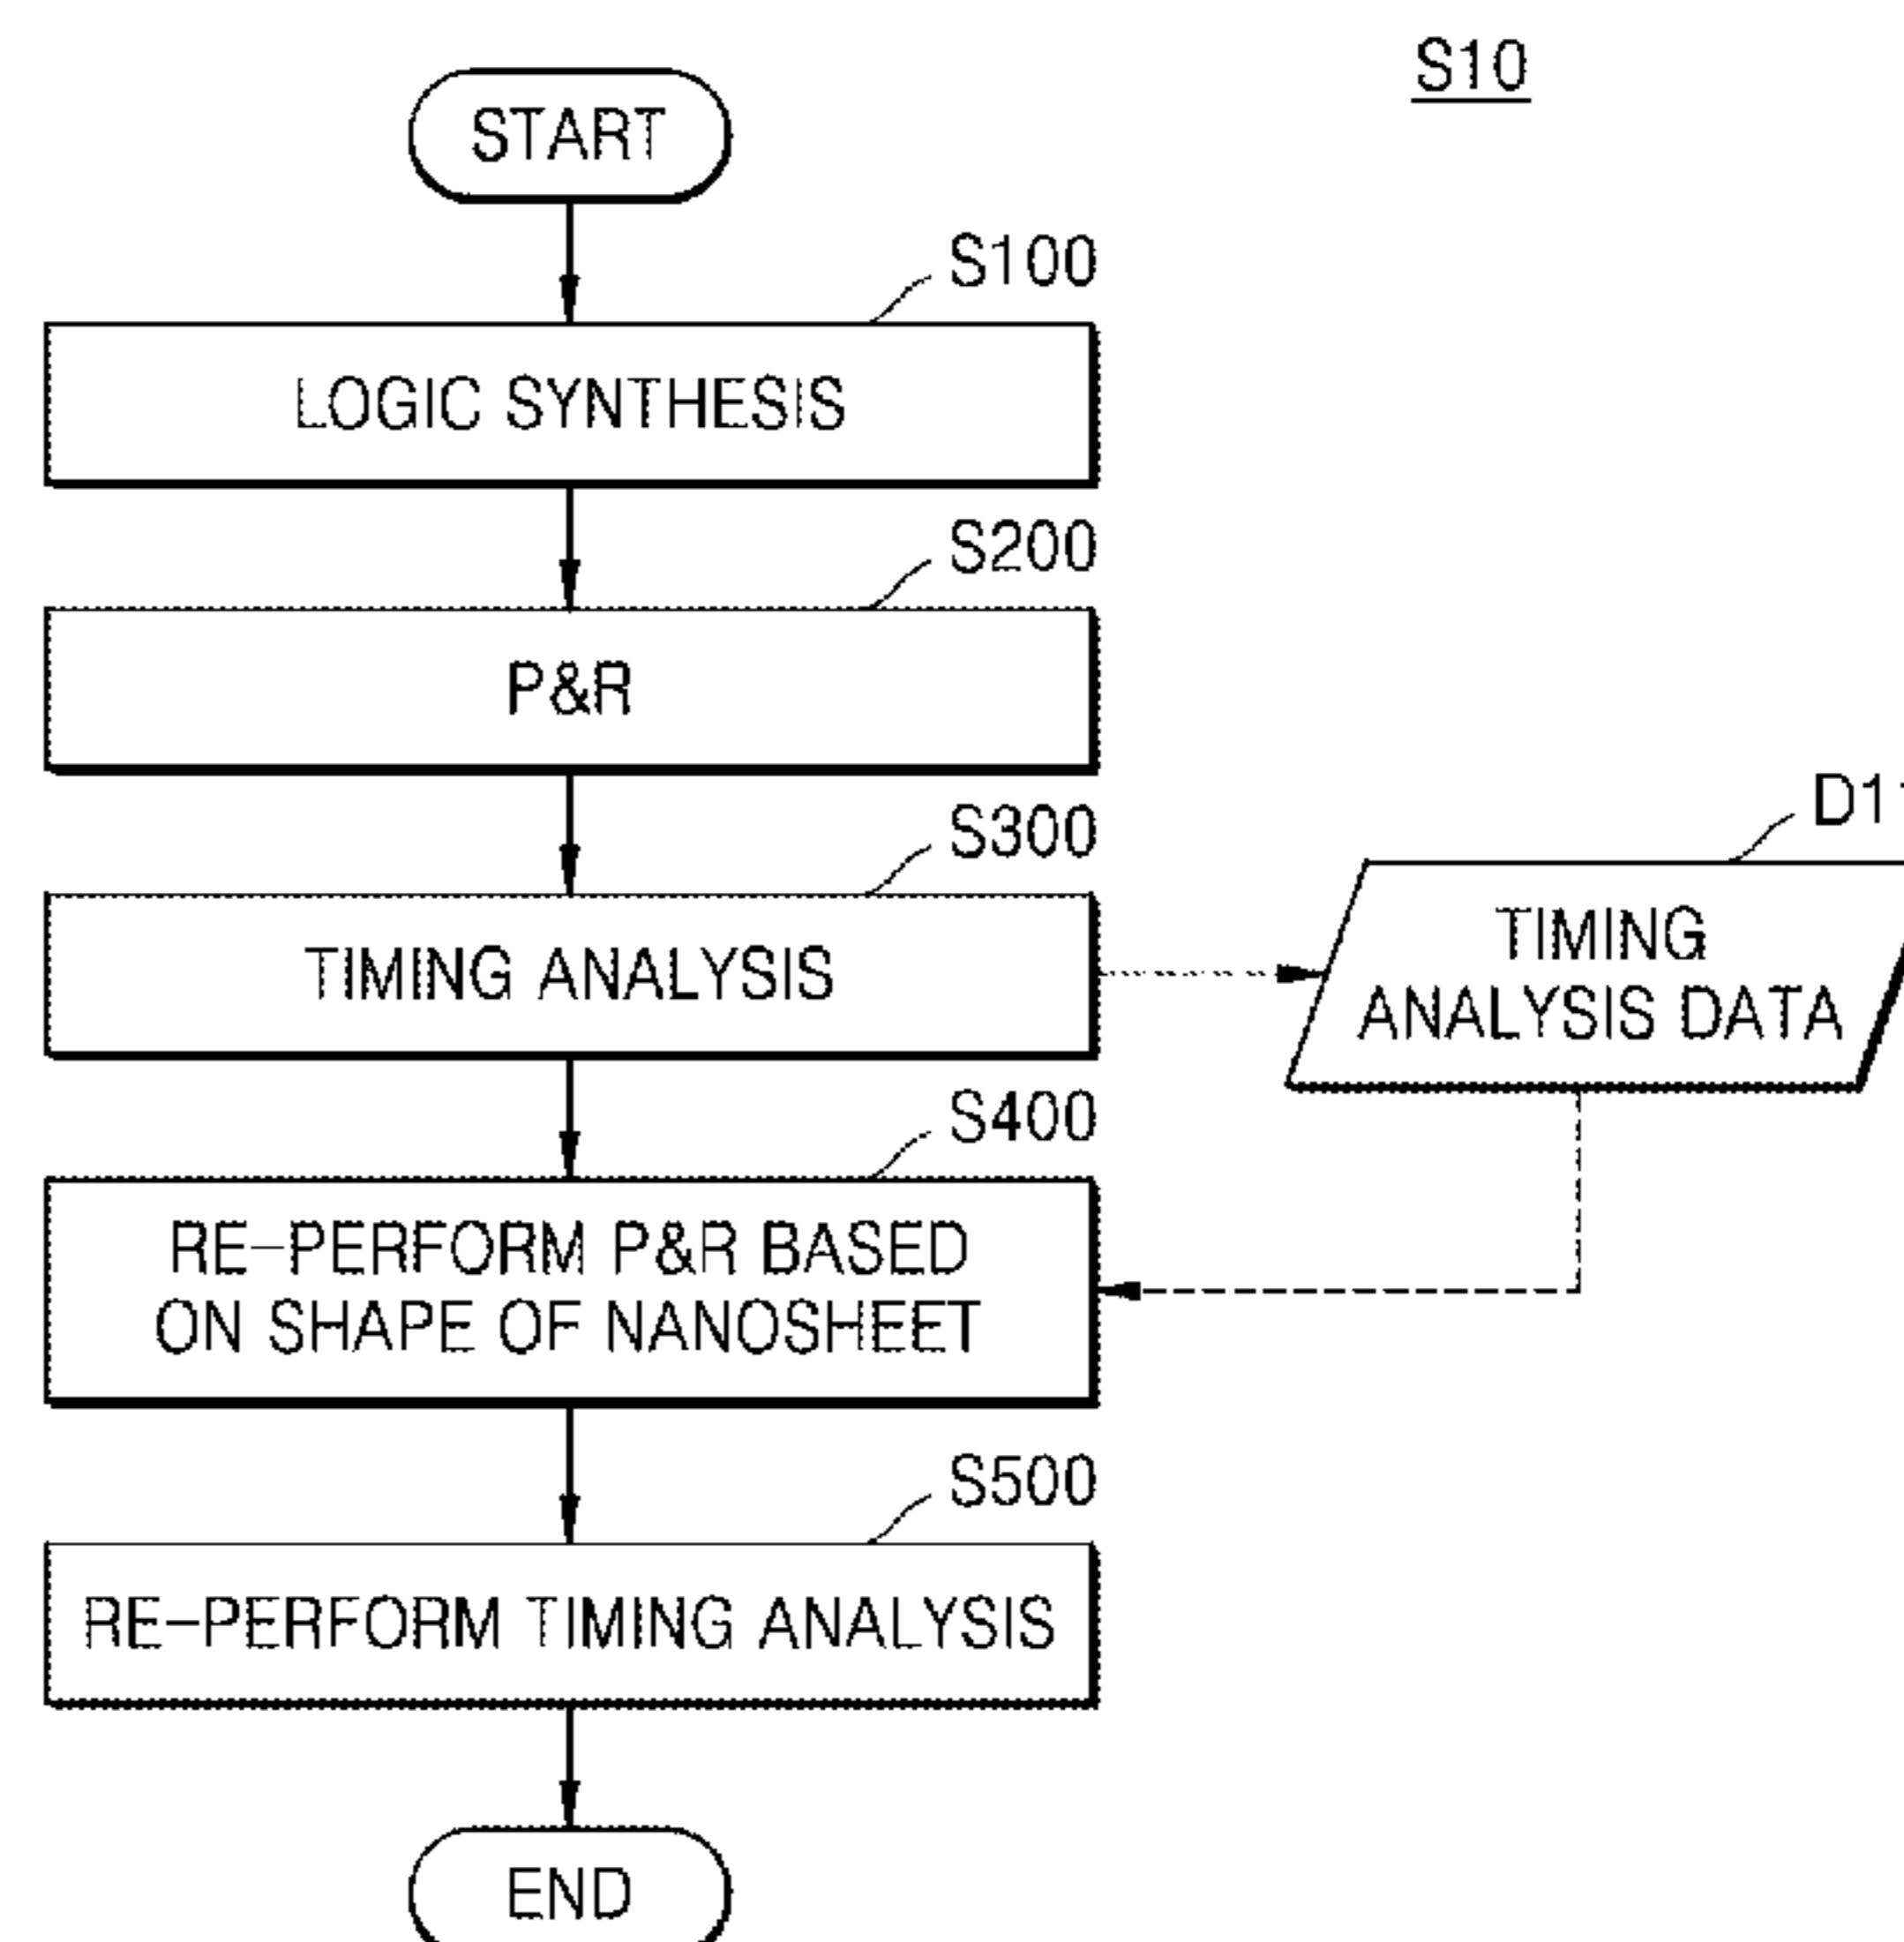 S10
START
S100
LOGIC SYNTHESIS
S200
P&R
S300
TIMING ANALYSIS
D11
TIMING
ANALYSIS DATA
S400
RE-PERFORM P&R BASED
ON SHAPE OF NANOSHEET
S500
RE-PERFORM TIMING ANALYSIS
END